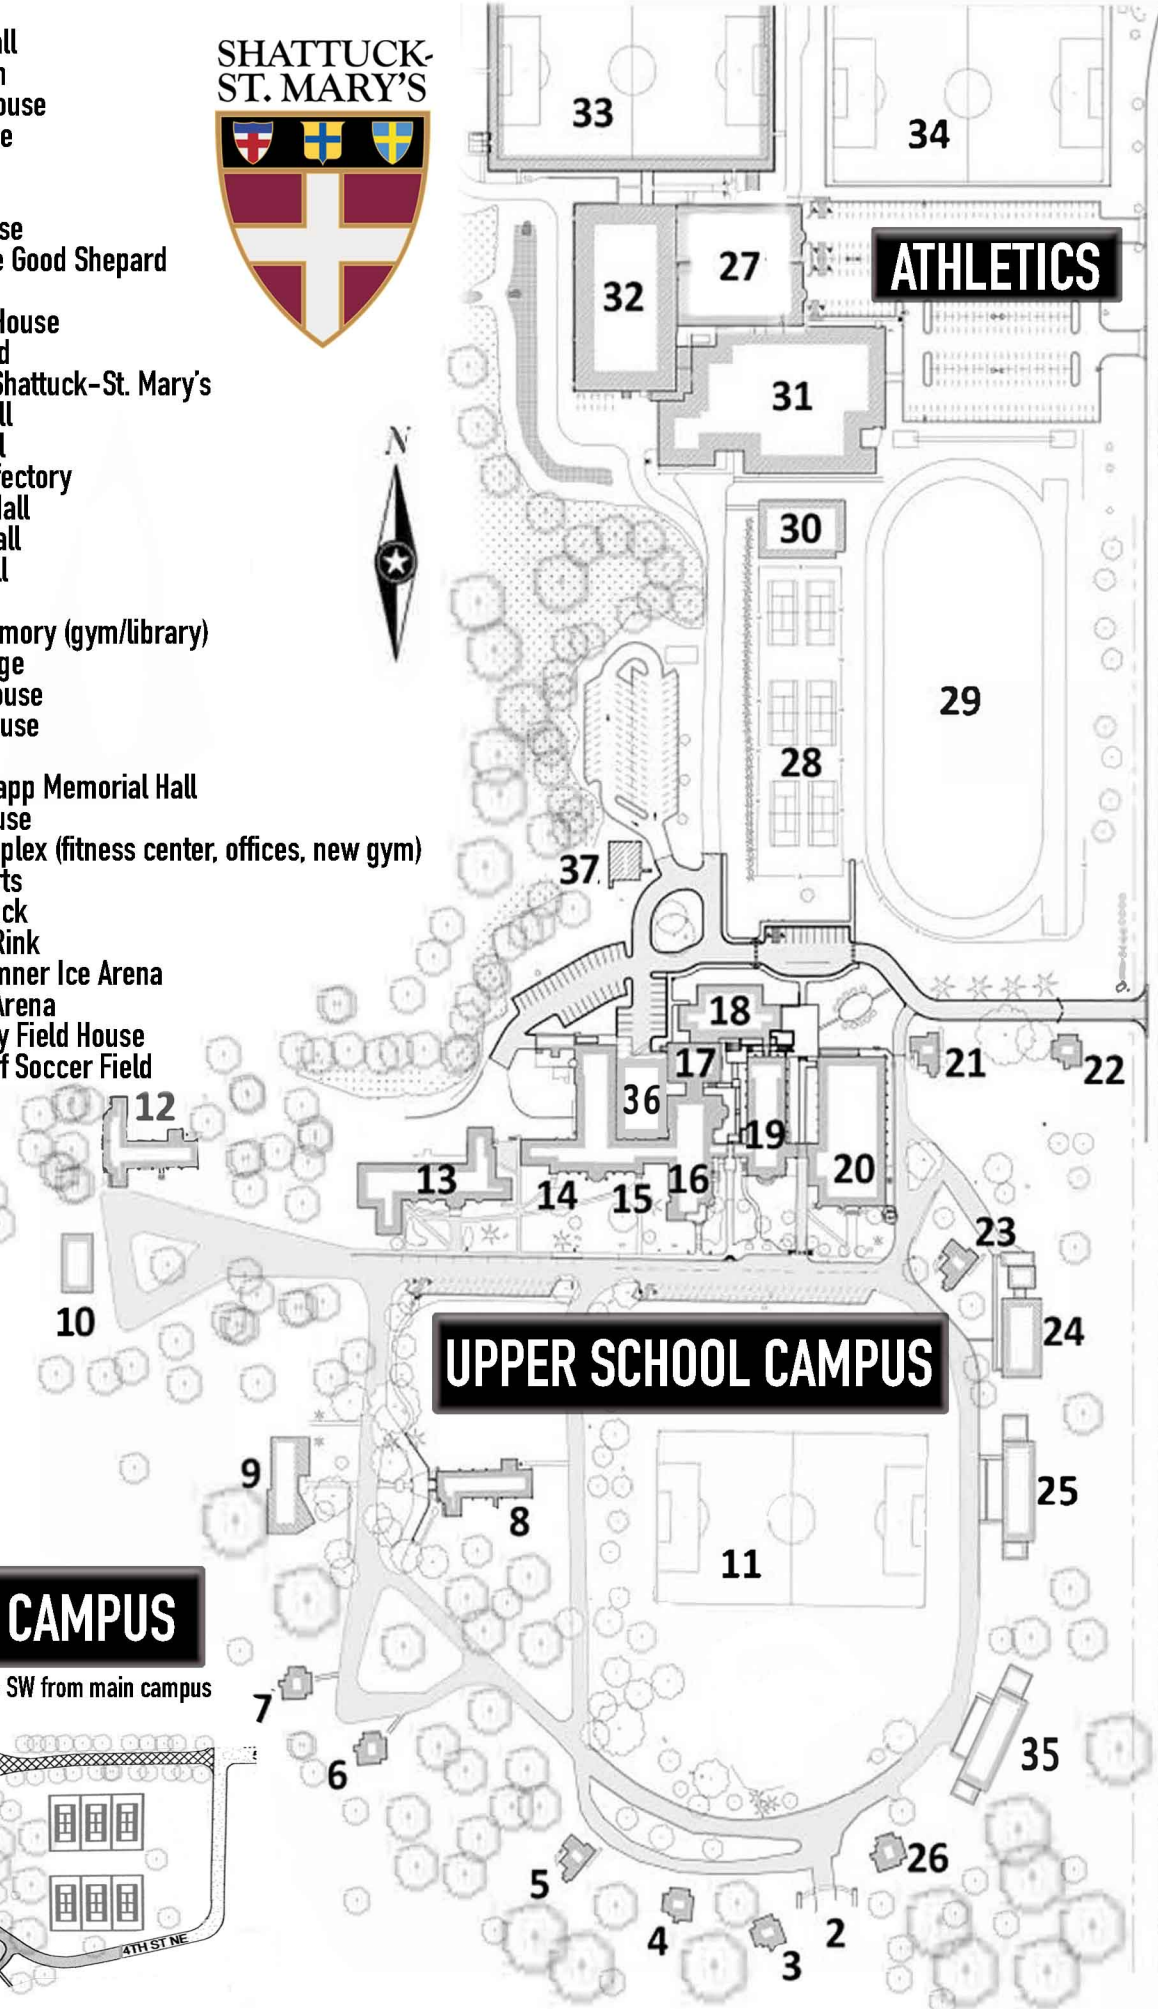 all
n
ouse
e
se
e Good Shepard
House
d
Shattuck-St. Mary's
ll
l
fectory
Hall
all
ll
mory (gym/library)
ge
ouse
use
app Memorial Hall
use
plex (fitness center, offices, new gym)
ts
ck
Rink
mner Ice Arena
Arena
y Field House
f Soccer Field
SHATTUCK-
ST. MARY'S
N
33
34
32
27
ATHLETICS
31
30
29
28
37
18
17
21
22
36
12
19
13
14
15
16
20
23
10
24
UPPER SCHOOL CAMPUS
9
8
25
11
CAMPUS
SW from main campus
7
6
35
5
26
4
2
3
4TH ST NE